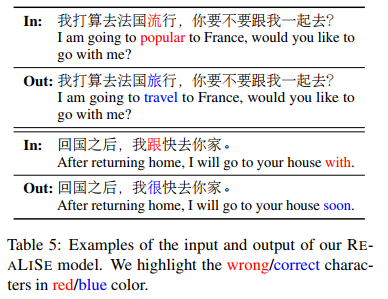 In: 我打算去法国流行，你要不要跟我一起去？
I am going to popular to France, would you like to
go with me?
Out: 我打算去法国旅行，你要不要跟我一起去？
I am going to travel to France, would you like to
go with me?
In: 回国之后，我跟快去你家。
After returning home, I will go to your house with.
Out: 回国之后，我很快去你家。
After returning home, I will go to your house soon.
Table 5: Examples of the input and output of our RE-
ALISE model. We highlight the wrong/correct charac-
ters in red/blue color.